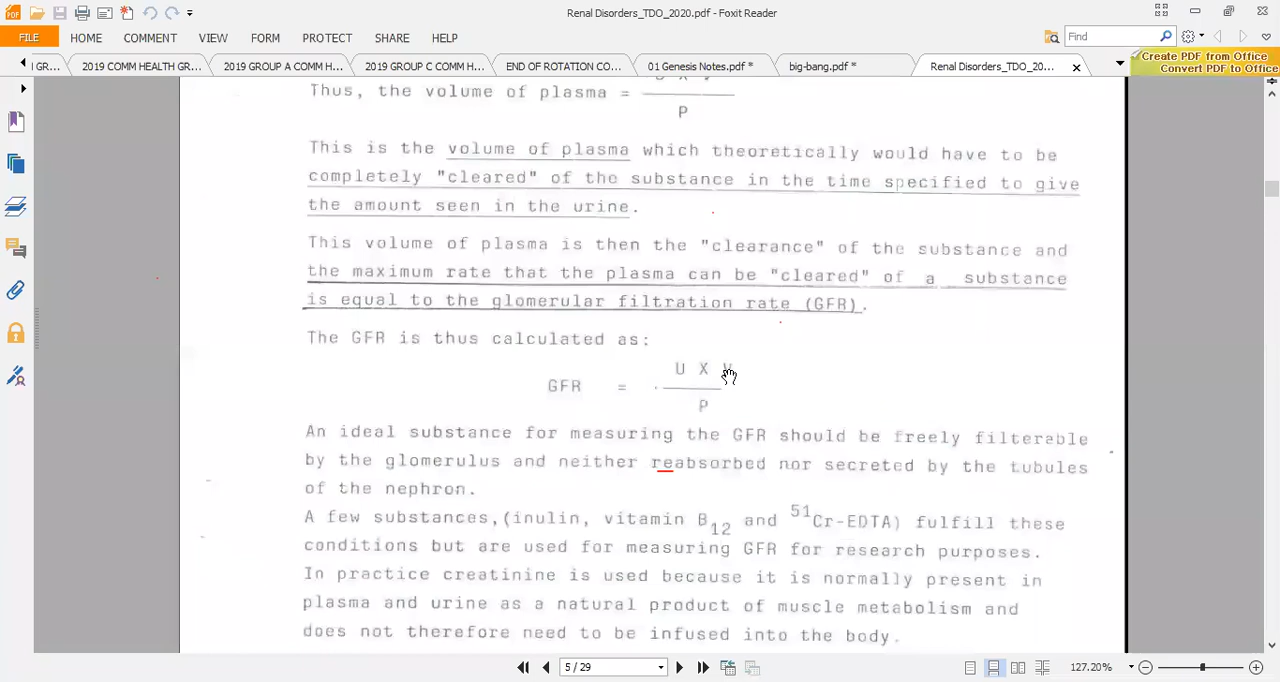 Renal Disorders_TDO_2020.pdf - Foxit Reader
FILE HOME COMMENT VIEW FORM PROTECT SHARE HELP
Find
I GR... 2019 COMM HEALTH GR... 2019 GROUP A COMM H... 2019 GROUP C COMM H... END OF ROTATION CO... 01 Genesis Notes.pdf * big-bang.pdf * Renal Disorders_TDO_20...
Create PDF from Office
Convert PDF to Office
Thus, the volume of plasma =
P
This is the volume of plasma which theoretically would have to be
completely "cleared" of the substance in the time specified to give
the amount seen in the urine.
This volume of plasma is then the "clearance" of the substance and
the maximum rate that the plasma can be "cleared" of a substance
is equal to the glomerular filtration rate (GFR).
The GFR is thus calculated as:
U X
GFR =
P
An ideal substance for measuring the GFR should be freely filterable
by the glomerulus and neither reabsorbed nor secreted by the tubules
of the nephron.
A few substances,(inulin, vitamin B12 and 51Cr-EDTA) fulfill these
conditions but are used for measuring GFR for research purposes.
In practice creatinine is used because it is normally present in
plasma and urine as a natural product of muscle metabolism and
does not therefore need to be infused into the body.
5 / 29
127.20%